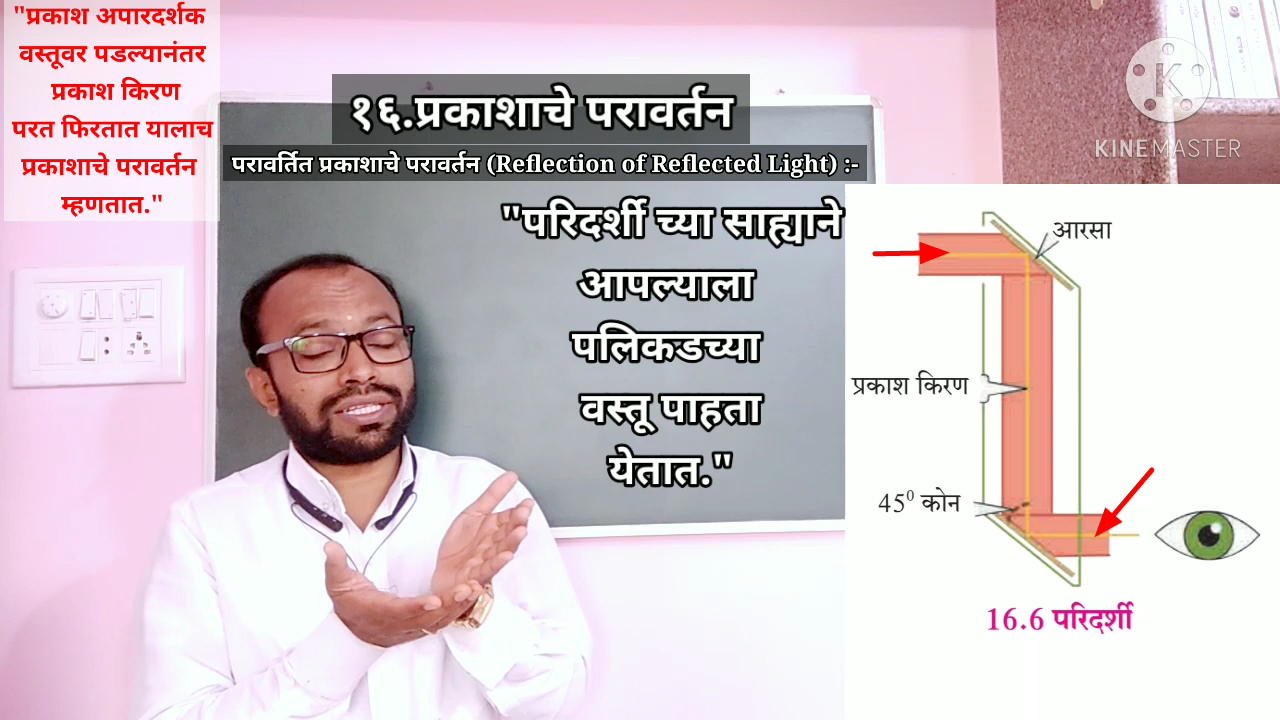 "प्रकाश अपारदर्शक
वस्तूवर पडल्यानंतर
प्रकाश किरण
परत फिरतात यालाच
प्रकाशाचे परावर्तन
म्हणतात."
१६.प्रकाशाचे परावर्तन
परावर्तित प्रकाशाचे परावर्तन (Reflection of Reflected Light) :-
"परिदर्शी च्या साह्याने
आपल्याला
पलिकडच्या
वस्तू पाहता
येतात."
K
KINEMASTER
आरसा
प्रकाश किरण
45⁰ कोन
16.6 परिदर्शी